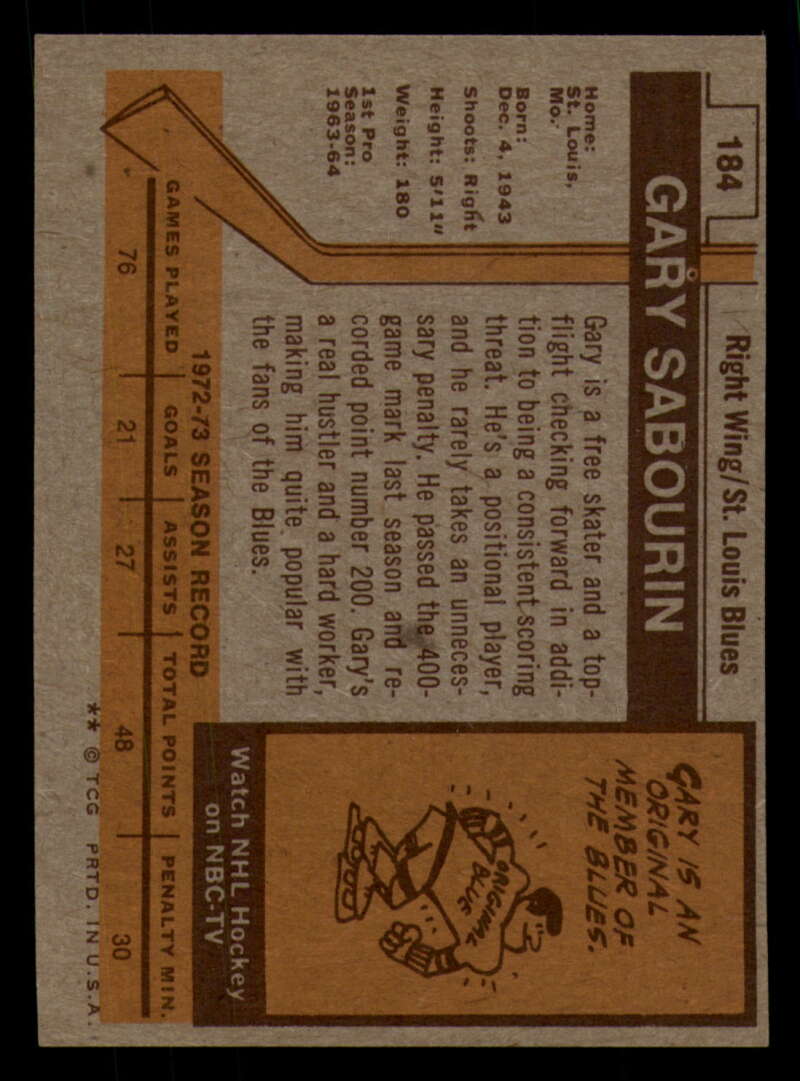 184
Right Wing/St. Louis Blues
GARY SABOURIN
Home:
St. Louis,
Mo.
Born:
Dec. 4, 1943
Shoots: Right
Height: 5'11"
Weight: 180
1st Pro
Season:
1963-64
Gary is a free skater and a top-
flight checking forward in addi-
tion to being a consistent scoring
threat. He's a positional player,
and he rarely takes an unneces-
sary penalty. He passed the 400-
game mark last season and re-
corded point number 200. Gary's
a real hustler and a hard worker,
making him quite popular with
the fans of the Blues.
GARY IS AN
ORIGINAL
MEMBER OF
THE BLUES.
ORIGINAL
BLUE
Watch NHL Hockey
on NBC-TV
1972-73 SEASON RECORD
GAMES PLAYED GOALS ASSISTS TOTAL POINTS PENALTY MIN.
76 21 27 48 30
** © TCG PRTD. IN U.S.A.